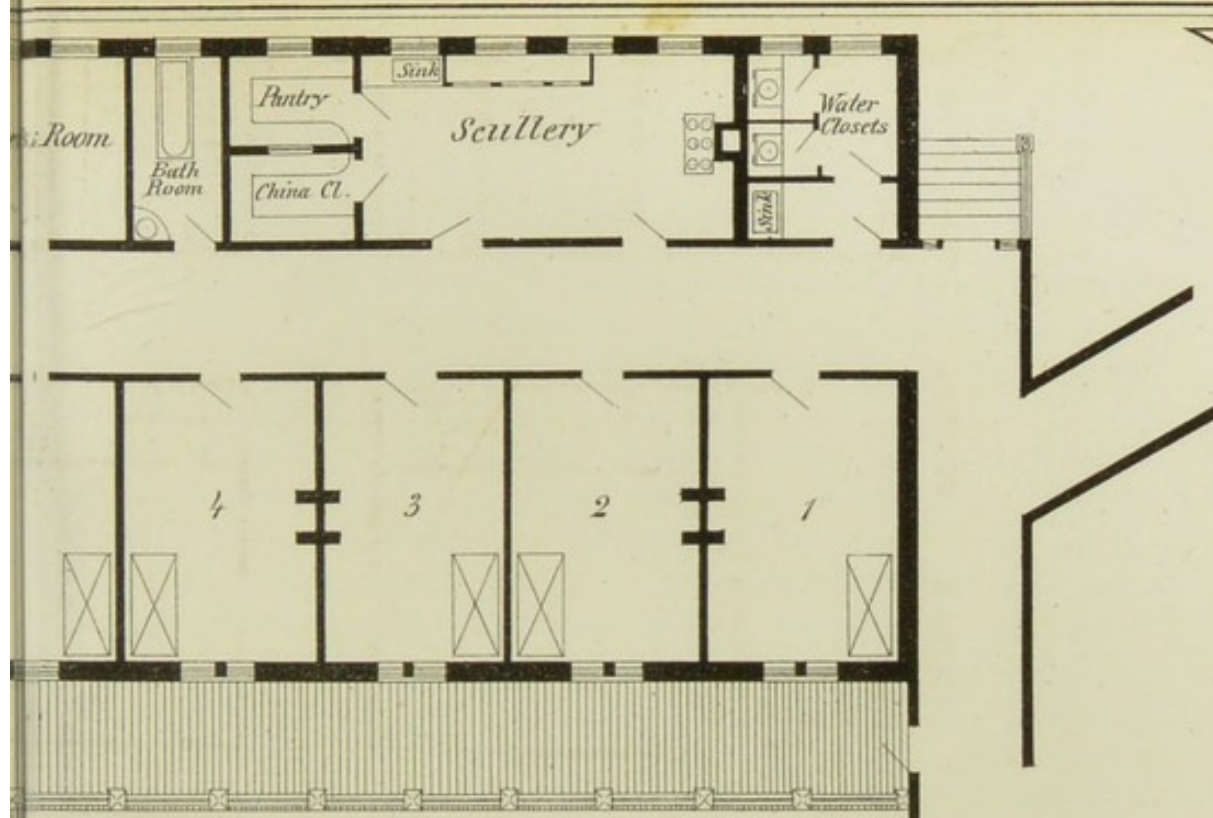 Room
Bath
Room
Pantry
China Cl.
Sink
Scullery
Water
Closets
Sink
4
3
2
1